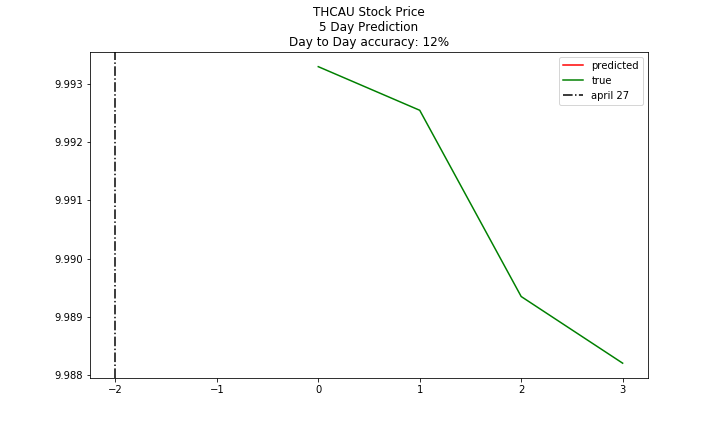 THCAU Stock Price
5 Day Prediction
Day to Day accuracy: 12%
predicted
true
april 27
9.993
9.992
9.991
9.990
9.989
9.988
−2 −1 0 1 2 3